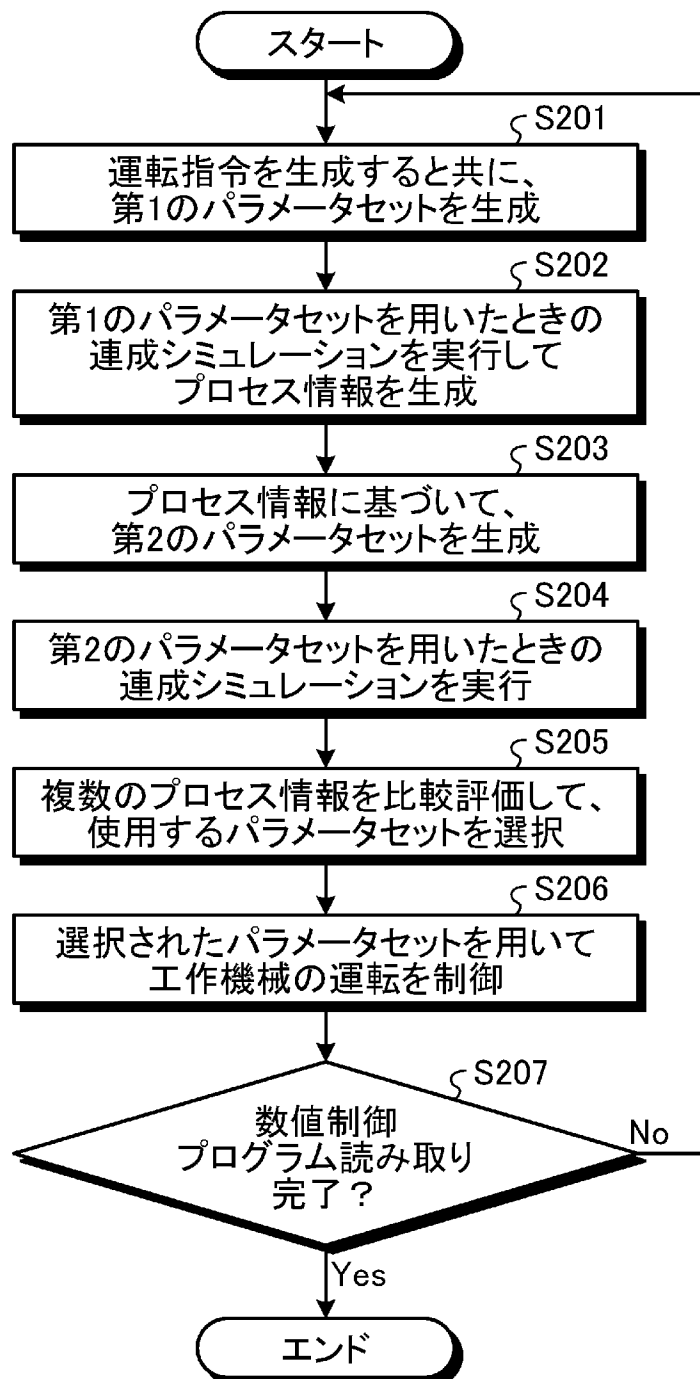 スタート
S201
運転指令を生成すると共に、
第1のパラメータセットを生成
S202
第1のパラメータセットを用いたときの
連成シミュレーションを実行して
プロセス情報を生成
S203
プロセス情報に基づいて、
第2のパラメータセットを生成
S204
第2のパラメータセットを用いたときの
連成シミュレーションを実行
S205
複数のプロセス情報を比較評価して、
使用するパラメータセットを選択
S206
選択されたパラメータセットを用いて
工作機械の運転を制御
S207
数値制御
プログラム読み取り
完了？
No
Yes
エンド